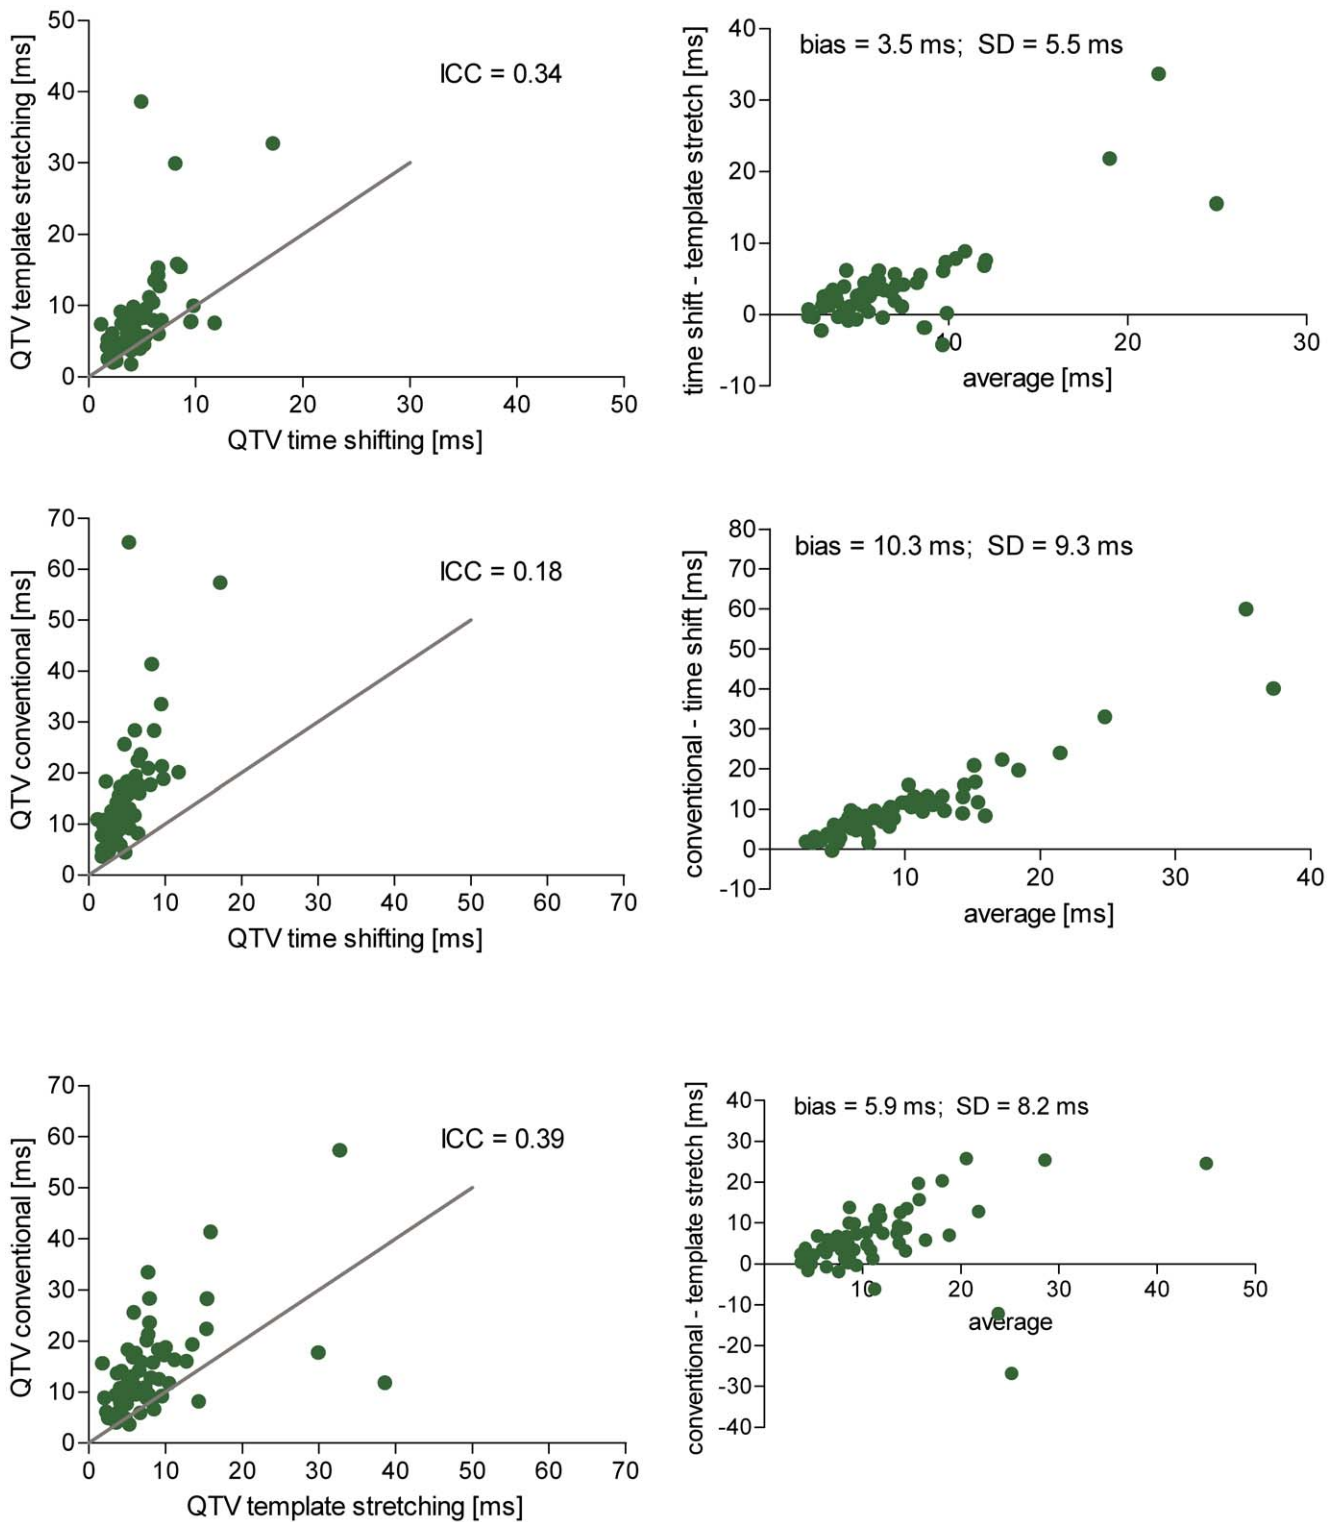 50
40
30
20
10
0
0 10 20 30 40 50
QTV template stretching [ms]
QTV time shifting [ms]
ICC = 0.34
40
30
20
10
0
-10
10 20 30
time shift - template stretch [ms]
average [ms]
bias = 3.5 ms; SD = 5.5 ms
70
60
50
40
30
20
10
0
0 10 20 30 40 50 60 70
QTV conventional [ms]
QTV time shifting [ms]
ICC = 0.18
80
70
60
50
40
30
20
10
0
-10
10 20 30 40
conventional - time shift [ms]
average [ms]
bias = 10.3 ms; SD = 9.3 ms
70
60
50
40
30
20
10
0
0 10 20 30 40 50 60 70
QTV conventional [ms]
QTV template stretching [ms]
ICC = 0.39
40
30
20
10
0
-10
-20
-30
-40
10 20 30 40 50
conventional - template stretch [ms]
average
bias = 5.9 ms; SD = 8.2 ms